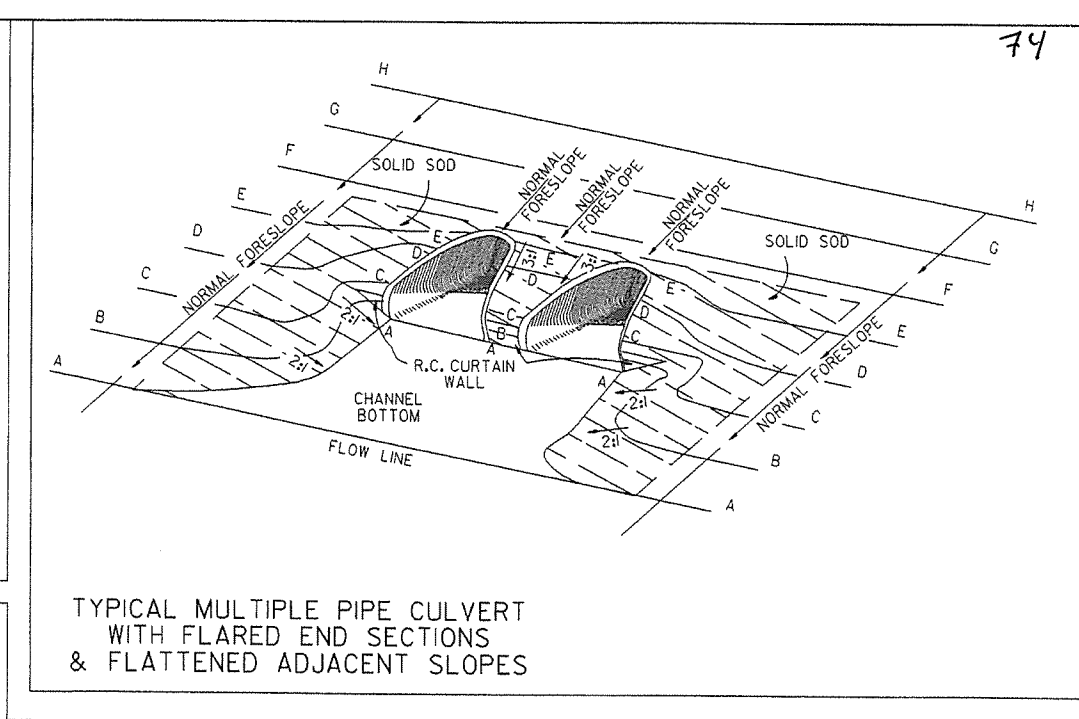 74
H
G
F
E
D
C
B
A
SOLID SOD
NORMAL FORESLOPE
NORMAL
FORESLOPE
NORMAL
FORESLOPE
NORMAL
FORESLOPE
SOLID SOD
H
G
F
E
D
C
B
A
NORMAL FORESLOPE
E
D
C
A
3:1
E
D
C
B
A
3:1
E
D
C
A
2:1
2:1
2:1
2:1
R.C. CURTAIN
WALL
CHANNEL
BOTTOM
FLOW LINE
TYPICAL MULTIPLE PIPE CULVERT
WITH FLARED END SECTIONS
& FLATTENED ADJACENT SLOPES